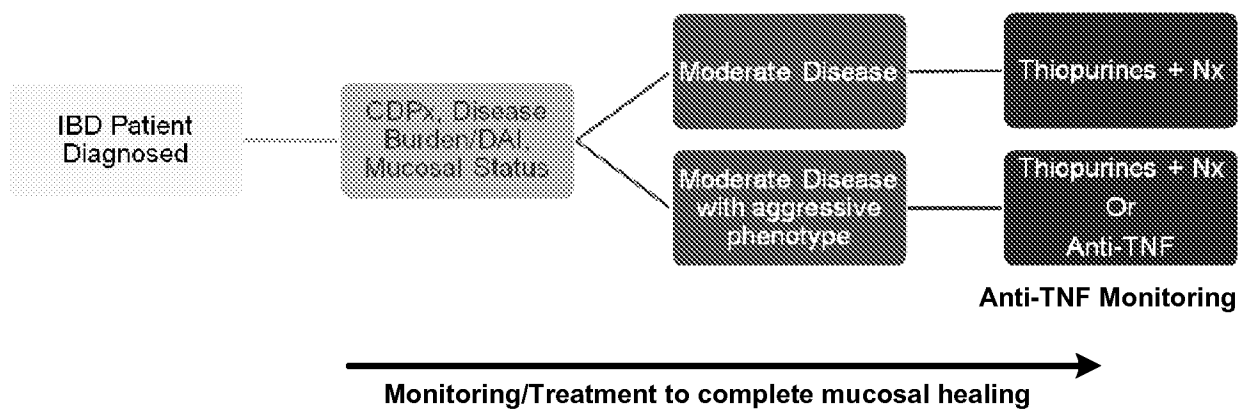 IBD Patient
Diagnosed
CDPx, Disease
Burden/DAI,
Mucosal Status
Moderate Disease
Thiopurines + Nx
Moderate Disease
with aggressive
phenotype
Thiopurines + Nx
Or
Anti-TNF
Anti-TNF Monitoring
Monitoring/Treatment to complete mucosal healing